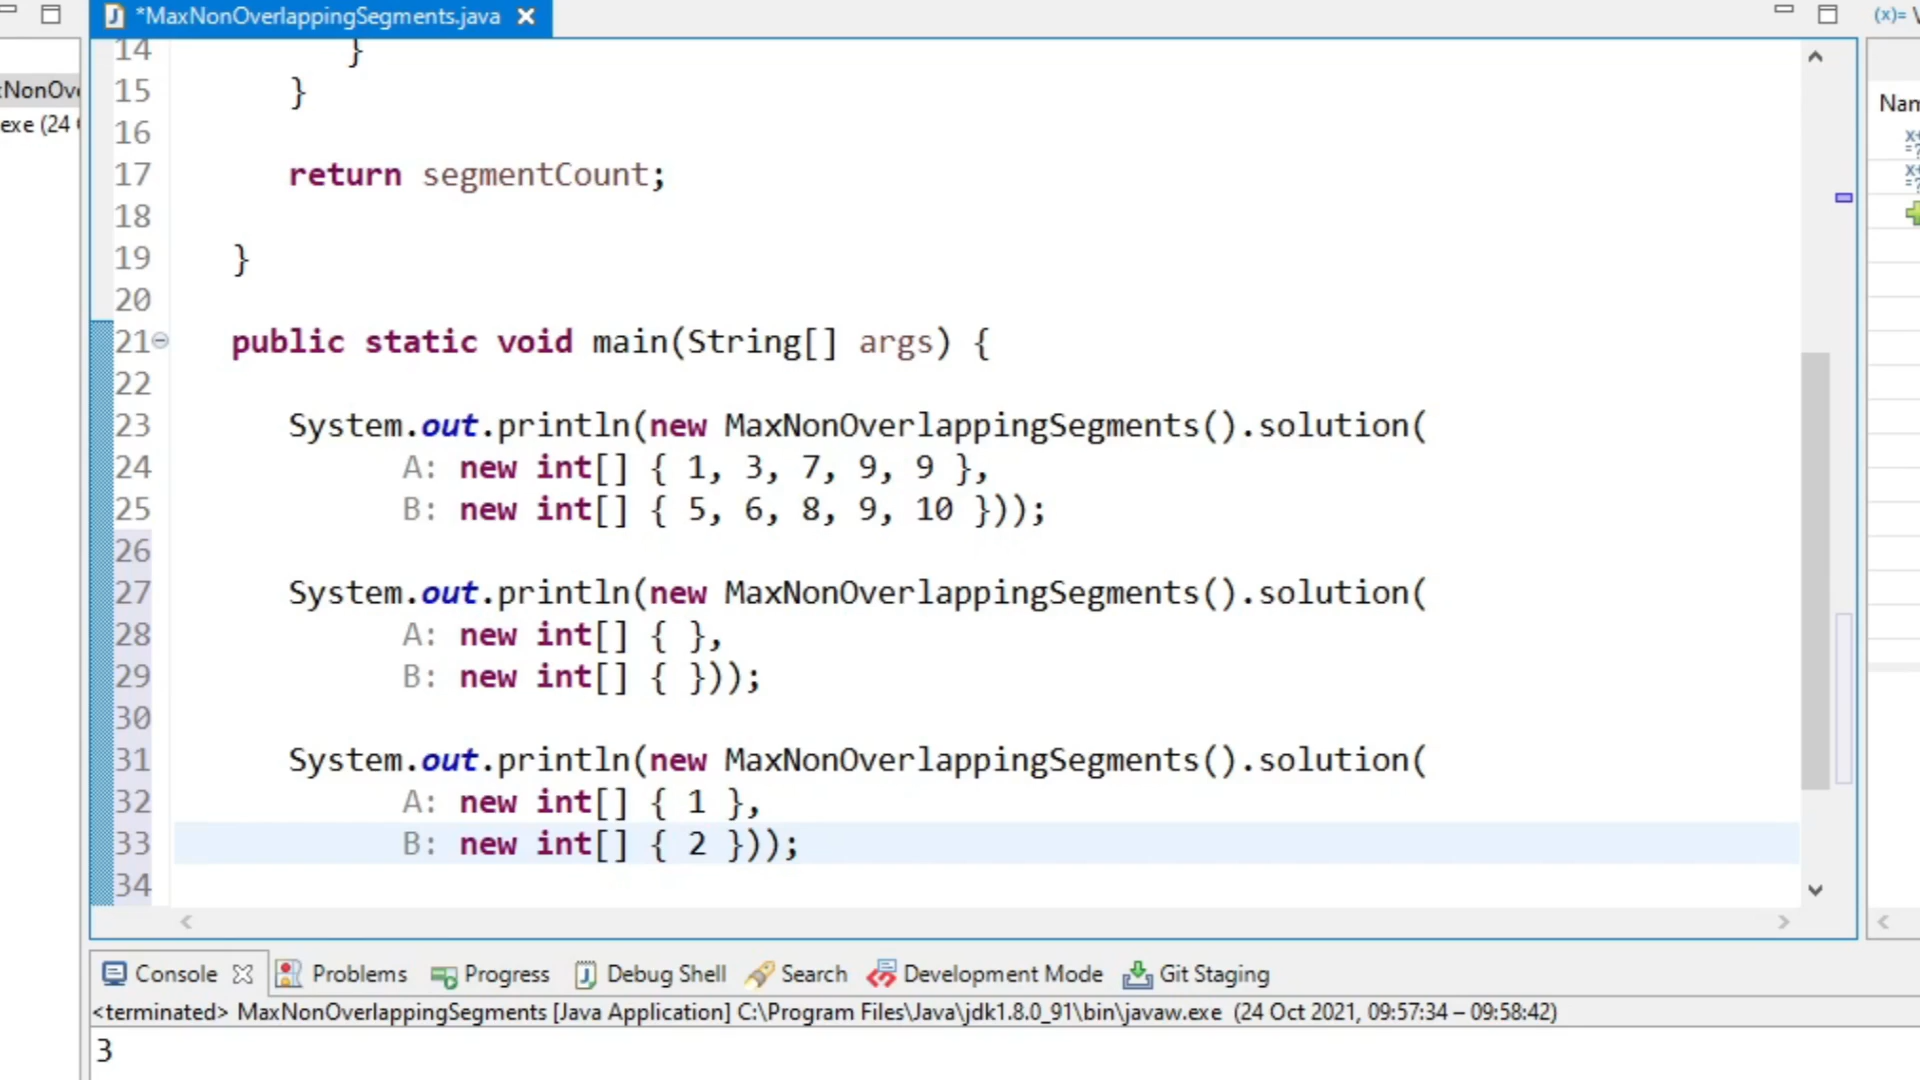 *MaxNonOverlappingSegments.java
(x)=
14 }
15 }
16
17 return segmentCount;
18
19 }
20
21 public static void main(String[] args) {
22
23 System.out.println(new MaxNonOverlappingSegments().solution(
24 A: new int[] { 1, 3, 7, 9, 9 },
25 B: new int[] { 5, 6, 8, 9, 10 }));
26
27 System.out.println(new MaxNonOverlappingSegments().solution(
28 A: new int[] { },
29 B: new int[] { }));
30
31 System.out.println(new MaxNonOverlappingSegments().solution(
32 A: new int[] { 1 },
33 B: new int[] { 2 }));
34
exe (24
Console Problems Progress Debug Shell Search Development Mode Git Staging
<terminated> MaxNonOverlappingSegments [Java Application] C:\Program Files\Java\jdk1.8.0_91\bin\javaw.exe (24 Oct 2021, 09:57:34 – 09:58:42)
3